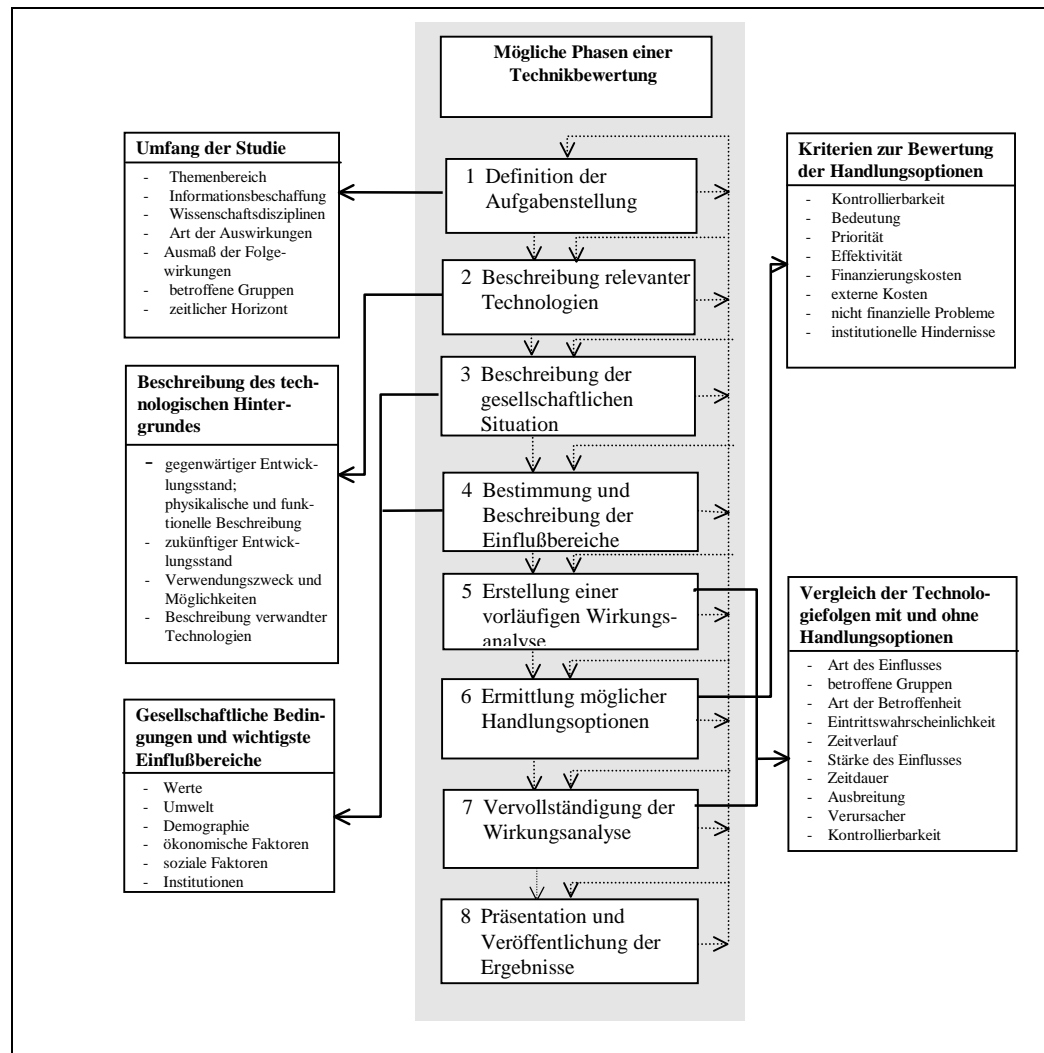 Mögliche Phasen einer
Technikbewertung
Umfang der Studie
- Themenbereich
- Informationsbeschaffung
- Wissenschaftsdisziplinen
- Art der Auswirkungen
- Ausmaß der Folge-
wirkungen
- betroffene Gruppen
- zeitlicher Horizont
Beschreibung des tech-
nologischen Hinter-
grundes
- gegenwärtiger Entwick-
lungsstand;
physikalische und funk-
tionelle Beschreibung
- zukünftiger Entwick-
lungsstand
- Verwendungszweck und
Möglichkeiten
- Beschreibung verwandter
Technologien
Gesellschaftliche Bedin-
gungen und wichtigste
Einflußbereiche
- Werte
- Umwelt
- Demographie
- ökonomische Faktoren
- soziale Faktoren
- Institutionen
1 Definition der
Aufgabenstellung
2 Beschreibung relevanter
Technologien
3 Beschreibung der
gesellschaftlichen
Situation
4 Bestimmung und
Beschreibung der
Einflußbereiche
5 Erstellung einer
vorläufigen Wirkungs-
analyse
6 Ermittlung möglicher
Handlungsoptionen
7 Vervollständigung der
Wirkungsanalyse
8 Präsentation und
Veröffentlichung der
Ergebnisse
Kriterien zur Bewertung
der Handlungsoptionen
- Kontrollierbarkeit
- Bedeutung
- Priorität
- Effektivität
- Finanzierungskosten
- externe Kosten
- nicht finanzielle Probleme
- institutionelle Hindernisse
Vergleich der Technolo-
giefolgen mit und ohne
Handlungsoptionen
- Art des Einflusses
- betroffene Gruppen
- Art der Betroffenheit
- Eintrittswahrscheinlichkeit
- Zeitverlauf
- Stärke des Einflusses
- Zeitdauer
- Ausbreitung
- Verursacher
- Kontrollierbarkeit